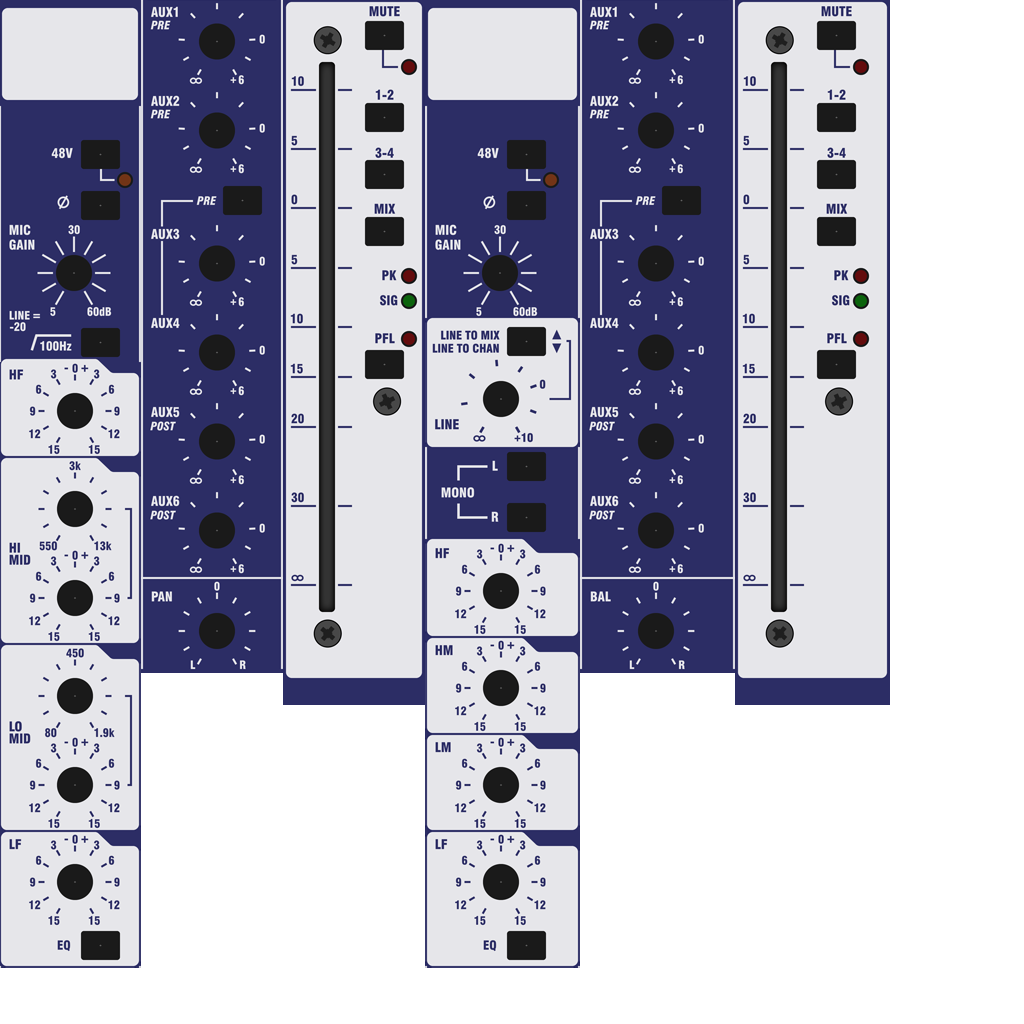 48V
Ø
MIC
GAIN
30
5
60dB
LINE =
-20
100Hz
HF
- 0 +
3
3
6
6
9
9
12
12
15
15
3k
550
13k
HI
MID
- 0 +
3
3
6
6
9
9
12
12
15
15
450
80
1.9k
LO
MID
- 0 +
3
3
6
6
9
9
12
12
15
15
LF
- 0 +
3
3
6
6
9
9
12
12
15
15
EQ
AUX1
PRE
0
∞
+6
AUX2
PRE
0
∞
+6
PRE
AUX3
0
∞
+6
AUX4
0
∞
+6
AUX5
POST
0
∞
+6
AUX6
POST
0
∞
+6
PAN
0
L
R
10
5
0
5
10
15
20
30
∞
MUTE
1-2
3-4
MIX
PK
SIG
PFL
48V
Ø
MIC
GAIN
30
5
60dB
LINE TO MIX
LINE TO CHAN
0
LINE
∞
+10
L
MONO
R
HF
- 0 +
3
3
6
6
9
9
12
12
15
15
HM
- 0 +
3
3
6
6
9
9
12
12
15
15
LM
- 0 +
3
3
6
6
9
9
12
12
15
15
LF
- 0 +
3
3
6
6
9
9
12
12
15
15
EQ
AUX1
PRE
0
∞
+6
AUX2
PRE
0
∞
+6
PRE
AUX3
0
∞
+6
AUX4
0
∞
+6
AUX5
POST
0
∞
+6
AUX6
POST
0
∞
+6
BAL
0
L
R
10
5
0
5
10
15
20
30
∞
MUTE
1-2
3-4
MIX
PK
SIG
PFL